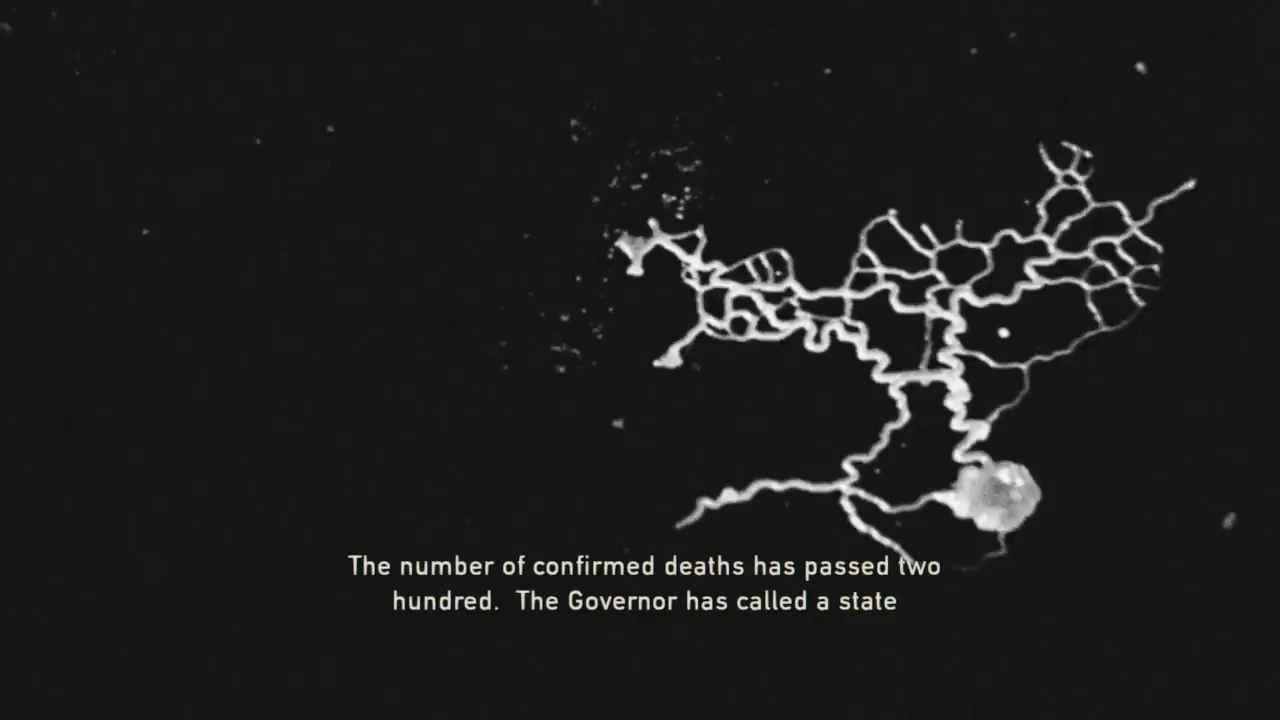 The number of confirmed deaths has passed two
hundred.  The Governor has called a state